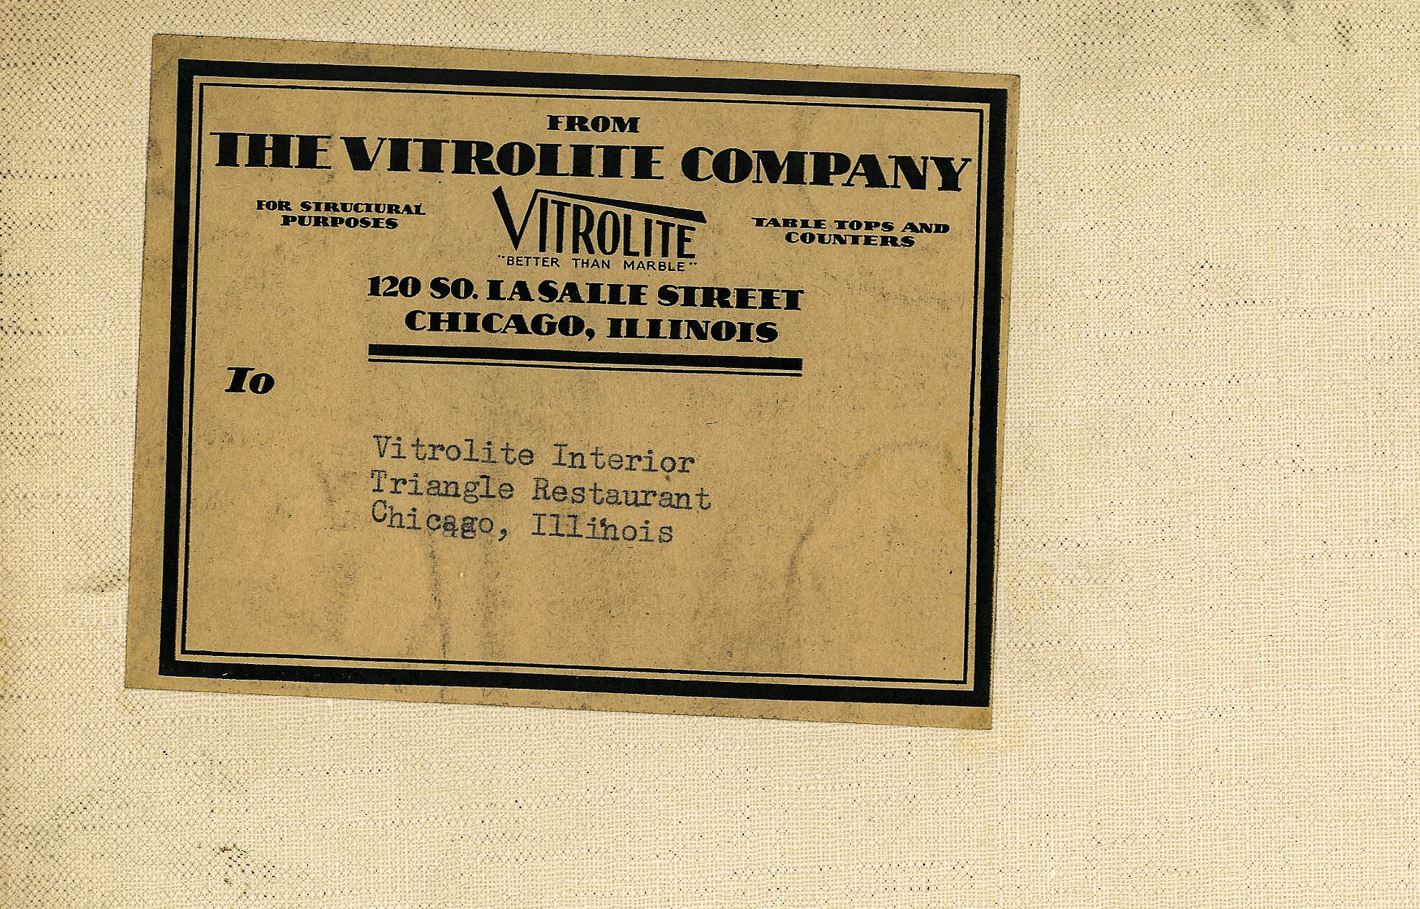 FROM
THE VITROLITE COMPANY
FOR STRUCTURAL
PURPOSES
VITROLITE
"BETTER THAN MARBLE"
TABLE TOPS AND
COUNTERS
120 SO. LA SALLE STREET
CHICAGO, ILLINOIS
To
Vitrolite Interior
Triangle Restaurant
Chicago, Illinois